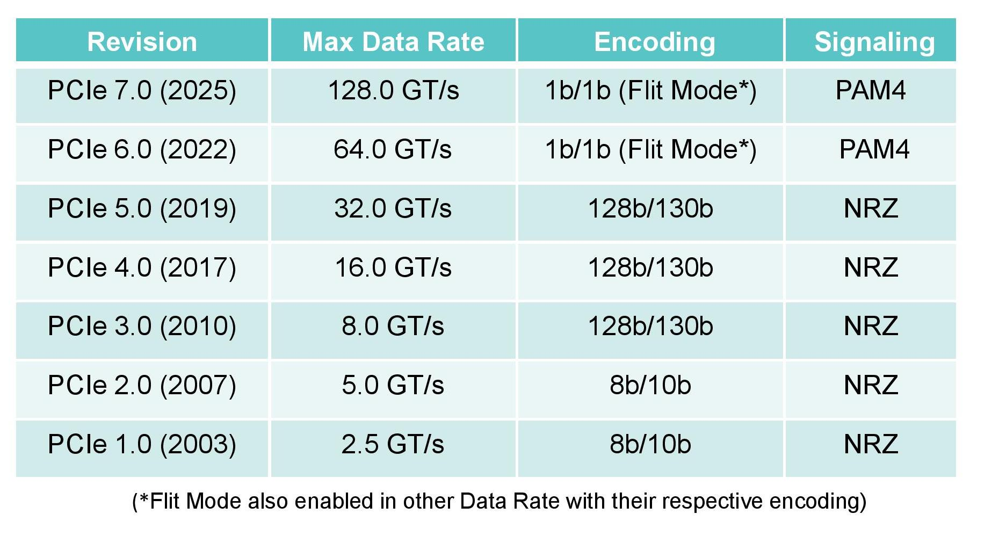 Revision Max Data Rate Encoding Signaling
PCIe 7.0 (2025) 128.0 GT/s 1b/1b (Flit Mode*) PAM4
PCIe 6.0 (2022) 64.0 GT/s 1b/1b (Flit Mode*) PAM4
PCIe 5.0 (2019) 32.0 GT/s 128b/130b NRZ
PCIe 4.0 (2017) 16.0 GT/s 128b/130b NRZ
PCIe 3.0 (2010) 8.0 GT/s 128b/130b NRZ
PCIe 2.0 (2007) 5.0 GT/s 8b/10b NRZ
PCIe 1.0 (2003) 2.5 GT/s 8b/10b NRZ
(*Flit Mode also enabled in other Data Rate with their respective encoding)